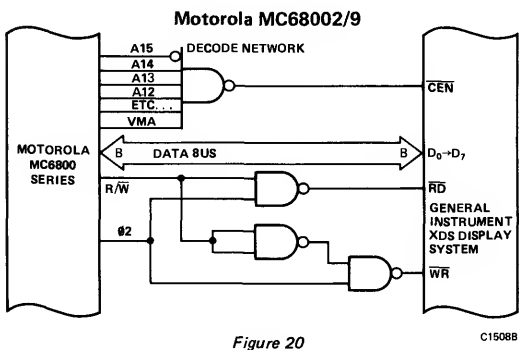 Motorola MC68002/9
A15
DECODE NETWORK
A14
A13
A12
ETC...
VMA
CEN
MOTOROLA
MC6800
SERIES
B DATA 8US B
D0→D7
R/W
RD
Ø2
GENERAL
INSTRUMENT
XDS DISPLAY
SYSTEM
WR
C1508B
Figure 20